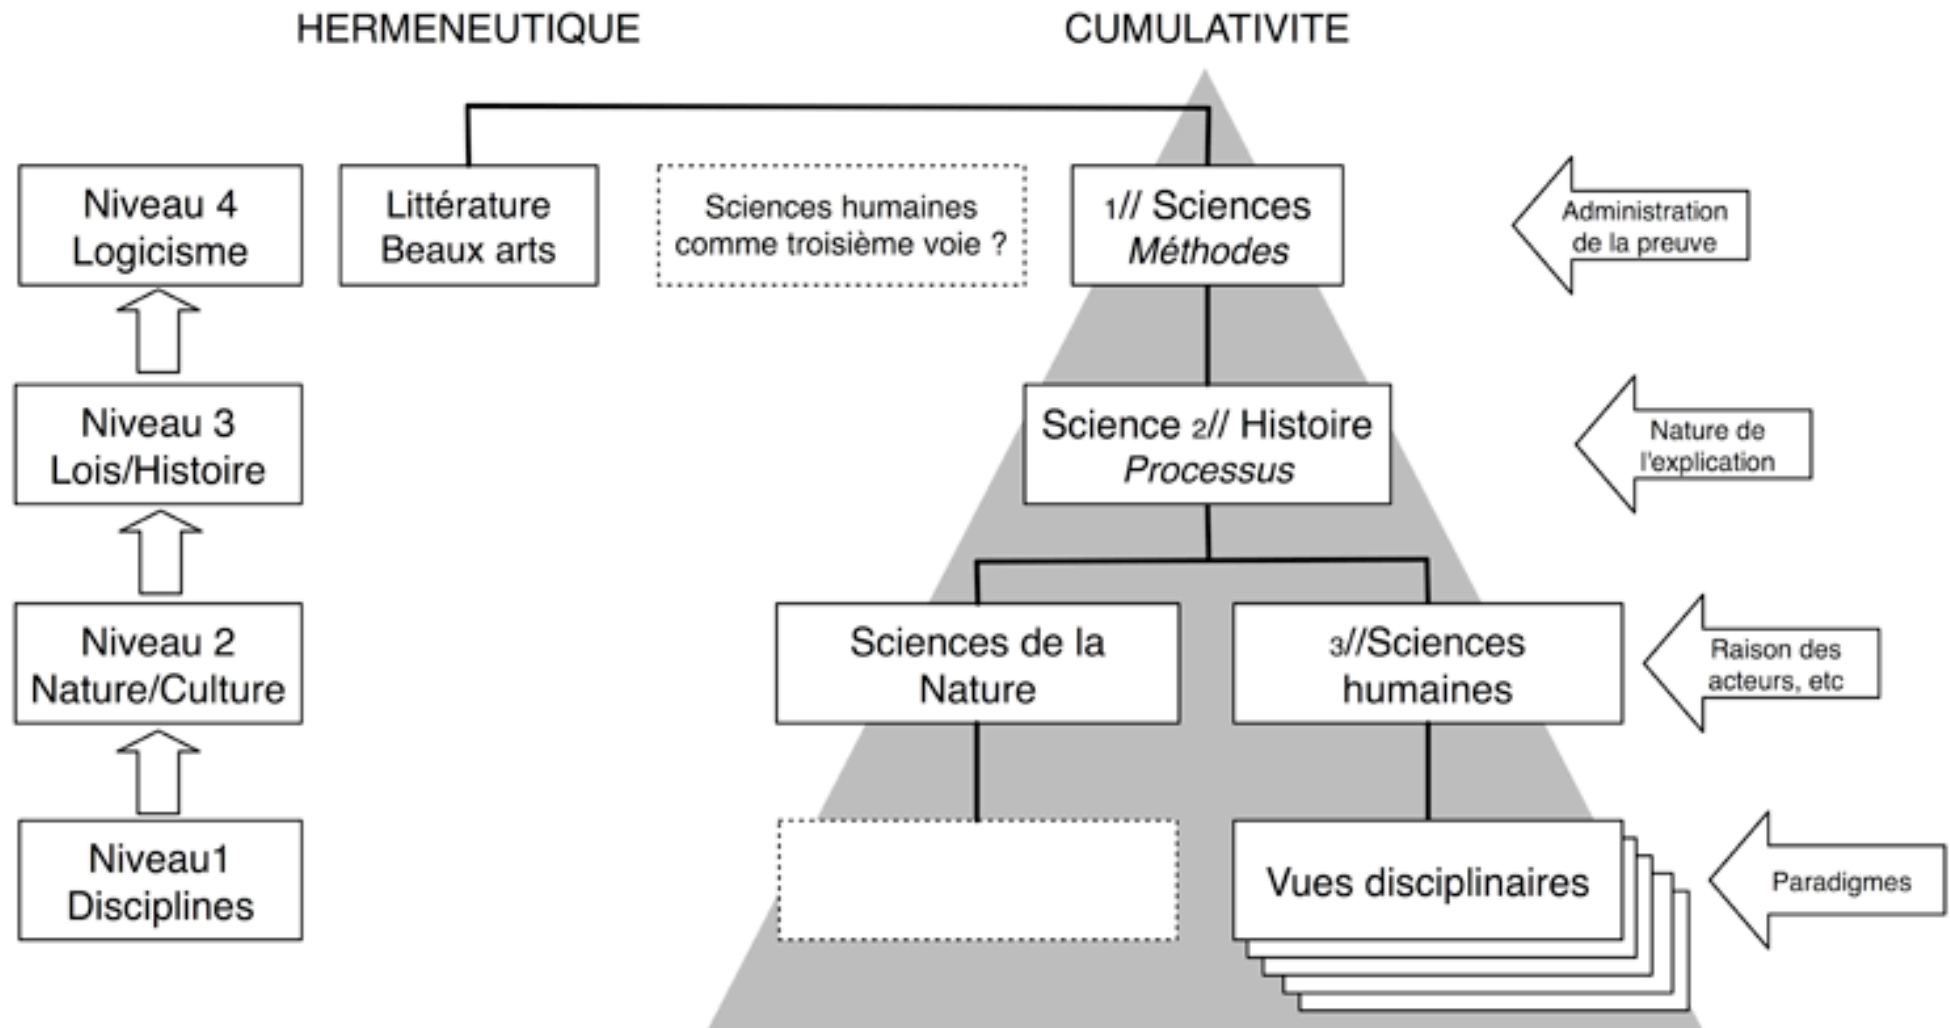 HERMENEUTIQUE
CUMULATIVITE
Niveau 4
Logicisme
Littérature
Beaux arts
Sciences humaines
comme troisième voie ?
1// Sciences
Méthodes
Administration
de la preuve
Niveau 3
Lois/Histoire
Science 2// Histoire
Processus
Nature de
l'explication
Niveau 2
Nature/Culture
Sciences de la
Nature
3//Sciences
humaines
Raison des
acteurs, etc
Niveau1
Disciplines
Vues disciplinaires
Paradigmes